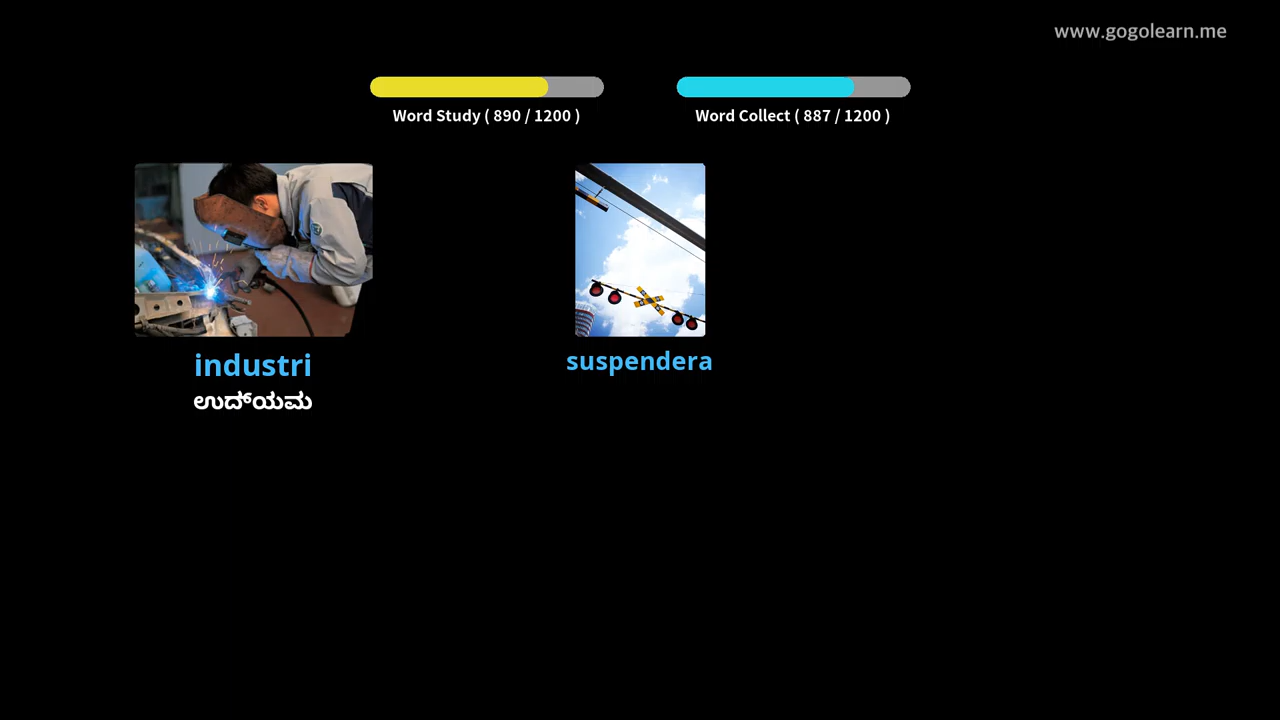 www.gogolearn.me
Word Study ( 890 / 1200 )
Word Collect ( 887 / 1200 )
industri
ಉದ್ಯಮ
suspendera